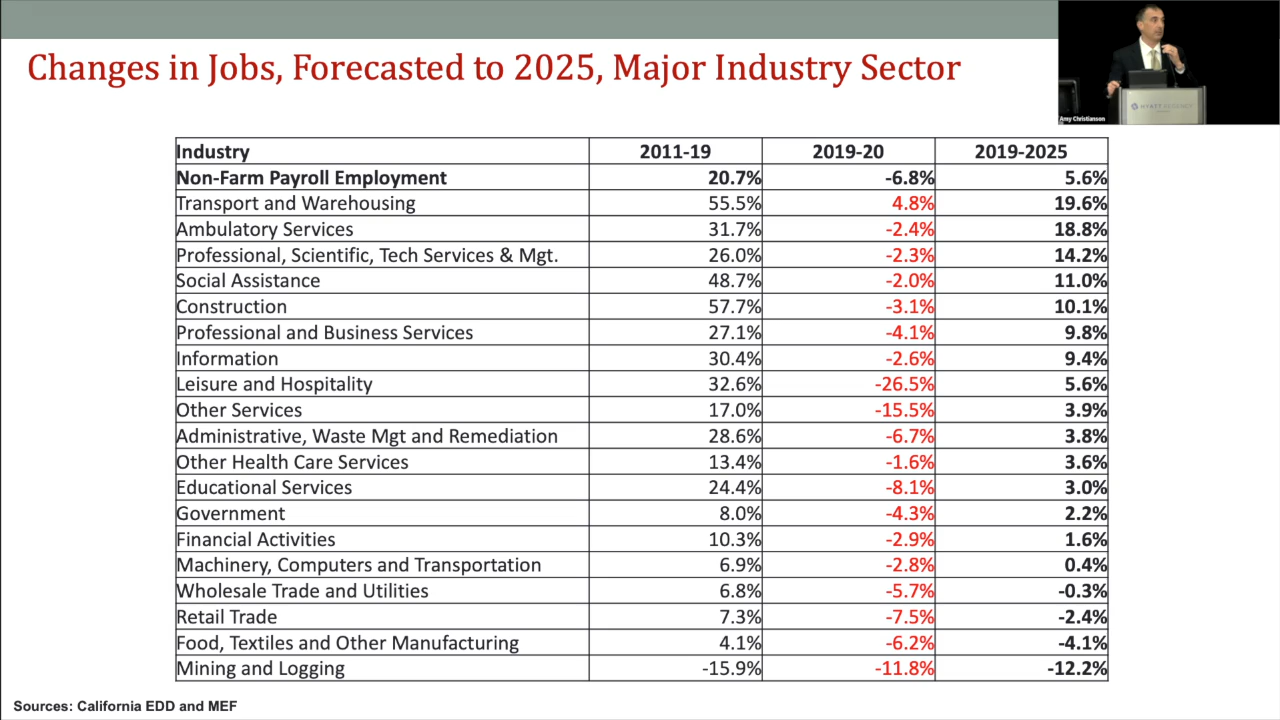 Changes in Jobs, Forecasted to 2025, Major Industry Sector
HYATT REGENCY
Amy Christianson
Industry 2011-19 2019-20 2019-2025
Non-Farm Payroll Employment 20.7% -6.8% 5.6%
Transport and Warehousing 55.5% 4.8% 19.6%
Ambulatory Services 31.7% -2.4% 18.8%
Professional, Scientific, Tech Services & Mgt. 26.0% -2.3% 14.2%
Social Assistance 48.7% -2.0% 11.0%
Construction 57.7% -3.1% 10.1%
Professional and Business Services 27.1% -4.1% 9.8%
Information 30.4% -2.6% 9.4%
Leisure and Hospitality 32.6% -26.5% 5.6%
Other Services 17.0% -15.5% 3.9%
Administrative, Waste Mgt and Remediation 28.6% -6.7% 3.8%
Other Health Care Services 13.4% -1.6% 3.6%
Educational Services 24.4% -8.1% 3.0%
Government 8.0% -4.3% 2.2%
Financial Activities 10.3% -2.9% 1.6%
Machinery, Computers and Transportation 6.9% -2.8% 0.4%
Wholesale Trade and Utilities 6.8% -5.7% -0.3%
Retail Trade 7.3% -7.5% -2.4%
Food, Textiles and Other Manufacturing 4.1% -6.2% -4.1%
Mining and Logging -15.9% -11.8% -12.2%
Sources: California EDD and MEF